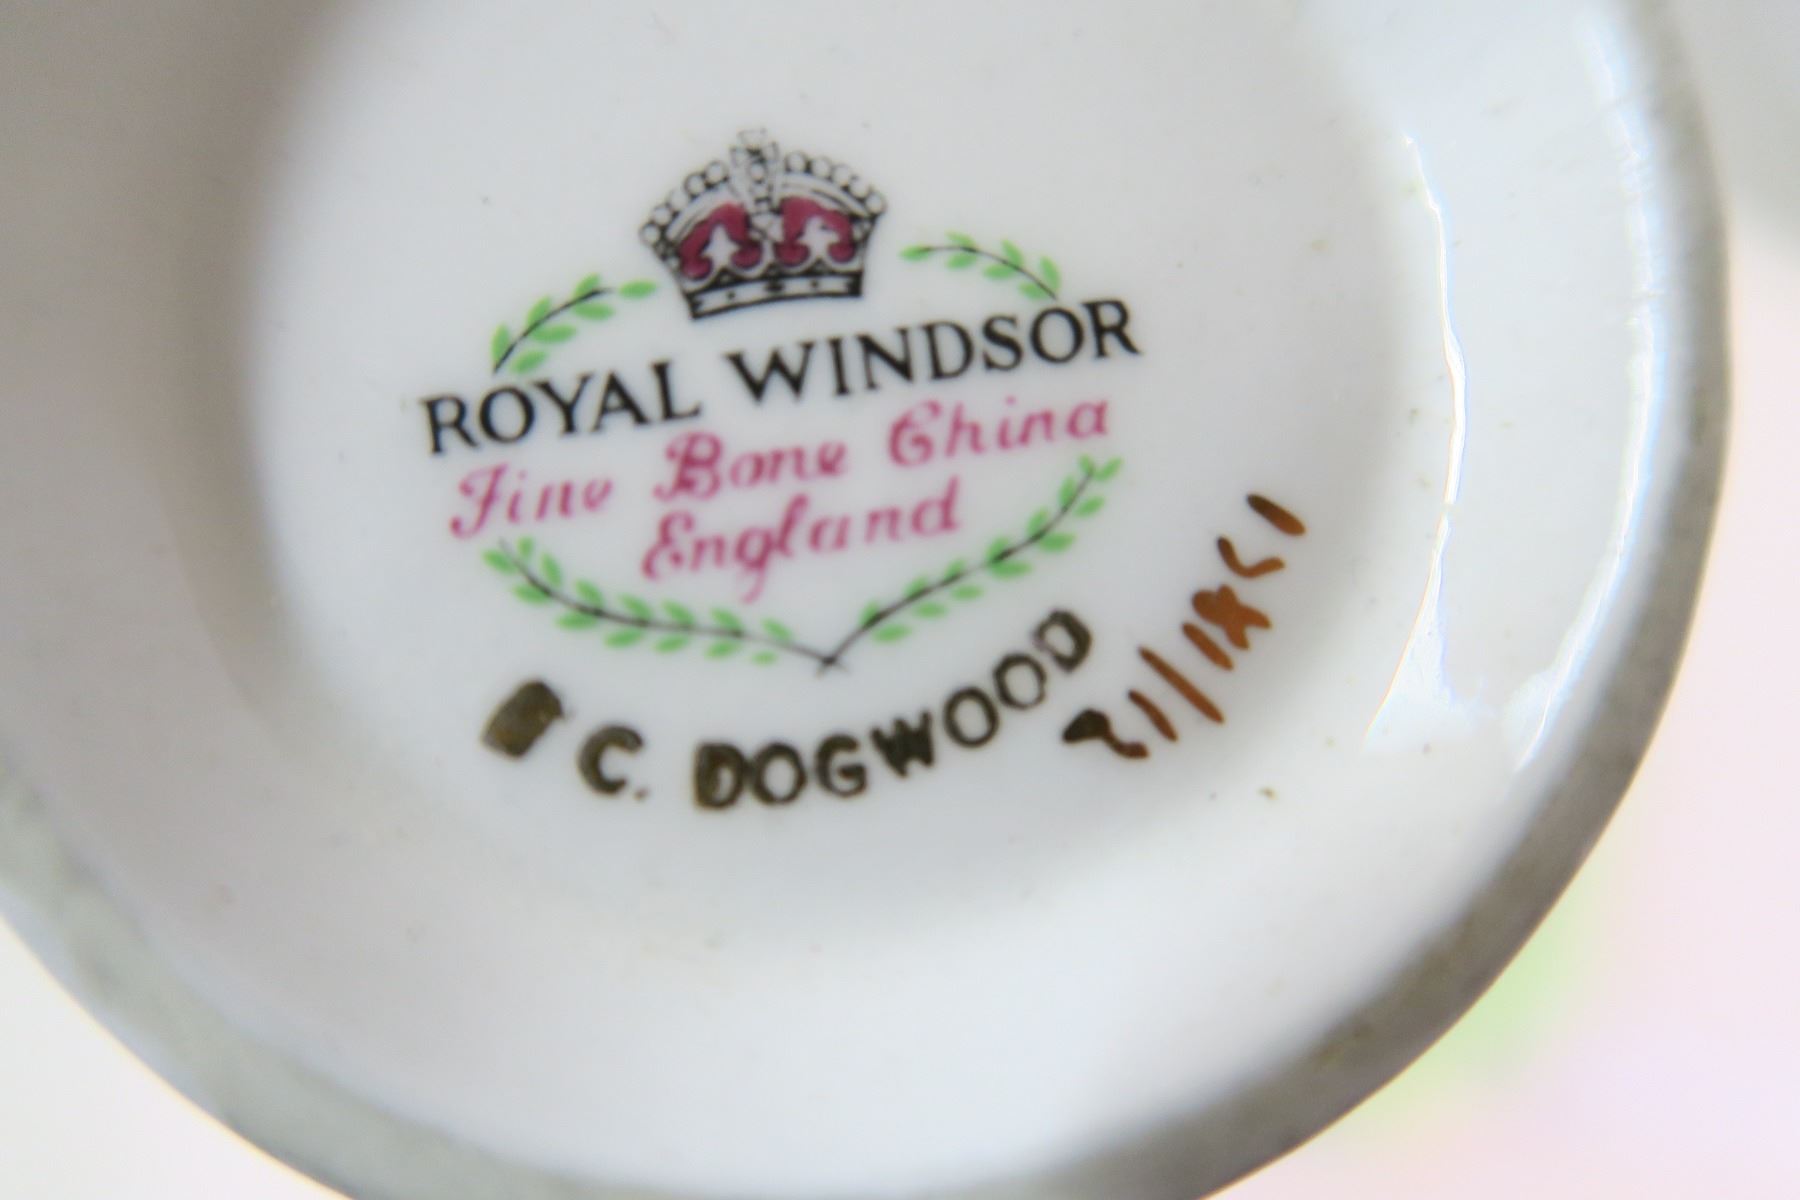 ROYAL WINDSOR
Fine Bone China
England
C. DOGWOOD